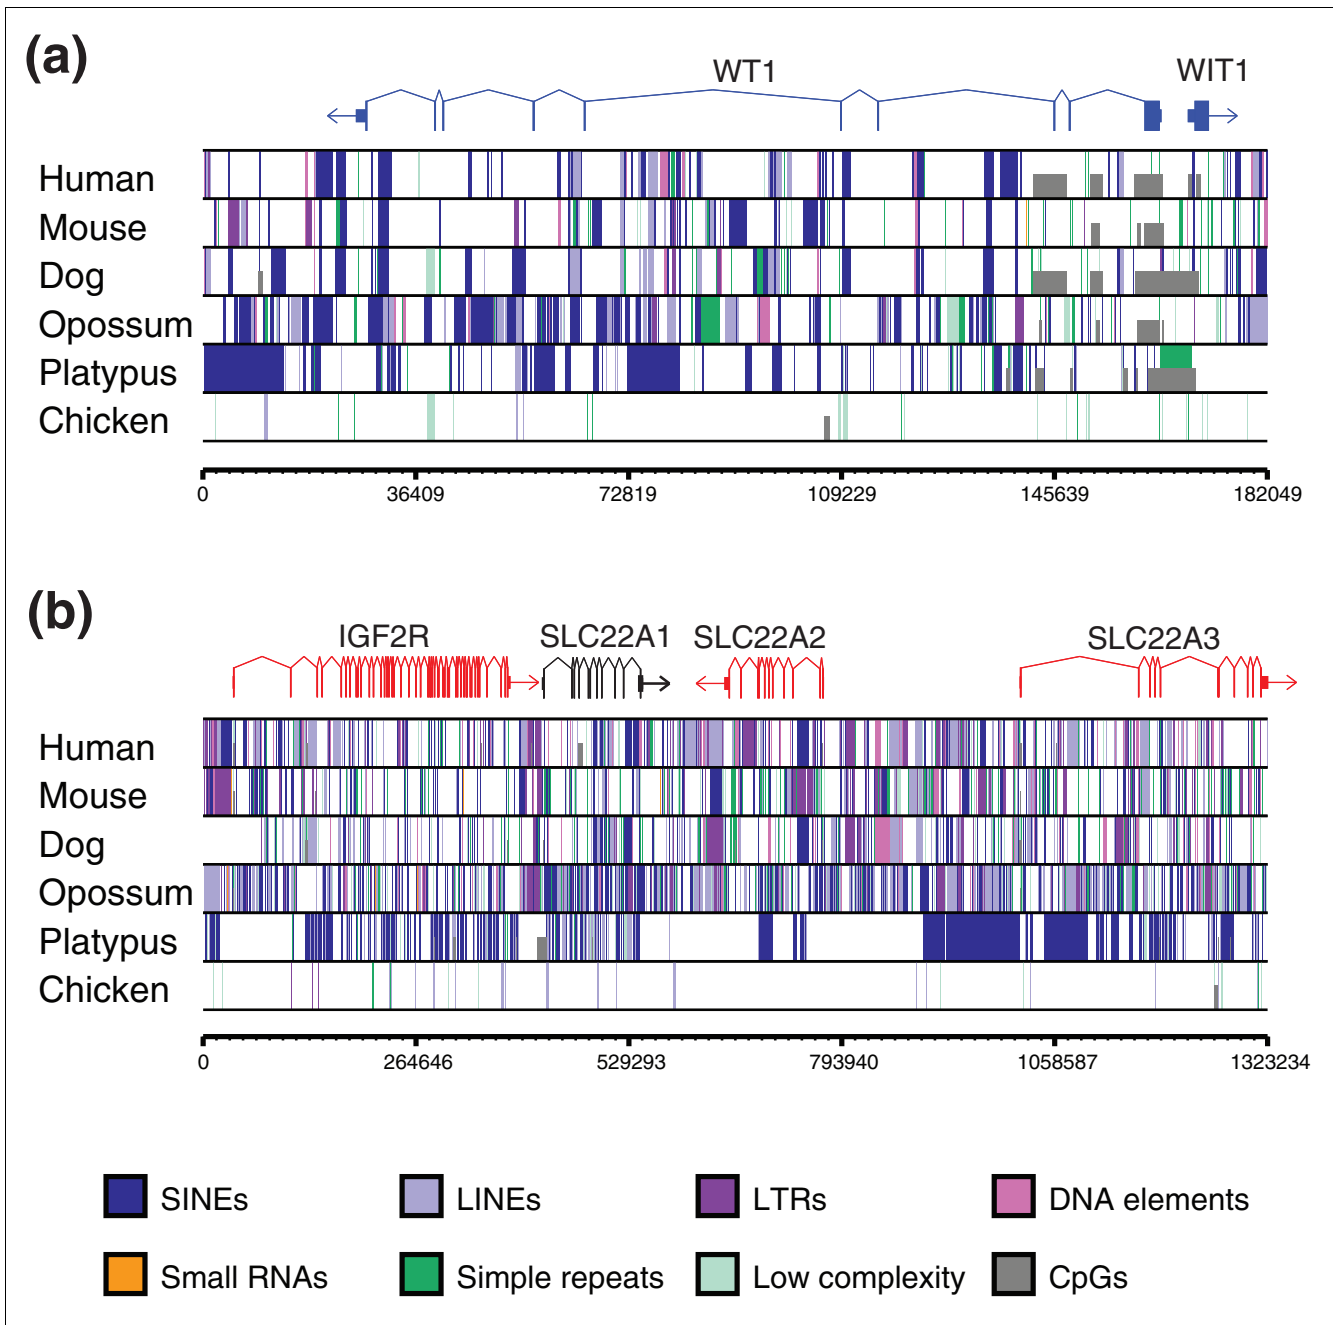 (a)
WT1 WIT1
Human
Mouse
Dog
Opossum
Platypus
Chicken
0 36409 72819 109229 145639 182049
(b)
IGF2R SLC22A1 SLC22A2 SLC22A3
Human
Mouse
Dog
Opossum
Platypus
Chicken
0 264646 529293 793940 1058587 1323234
SINEs LINEs LTRs DNA elements
Small RNAs Simple repeats Low complexity CpGs